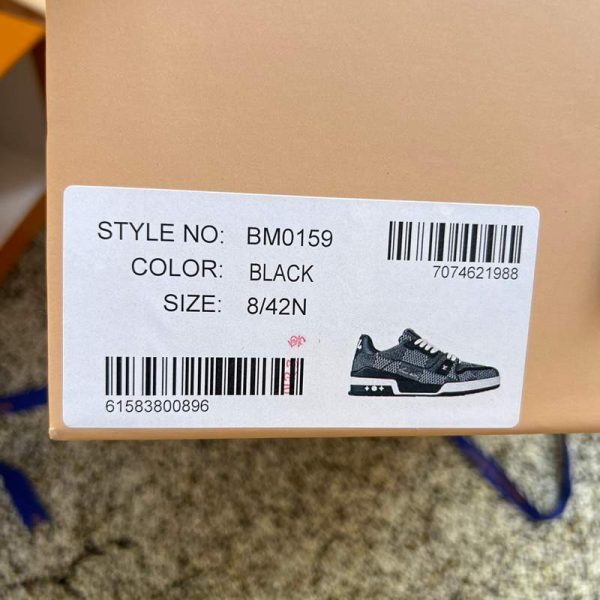 STYLE NO: BM0159
COLOR: BLACK
SIZE: 8/42N
7074621988
61583800896